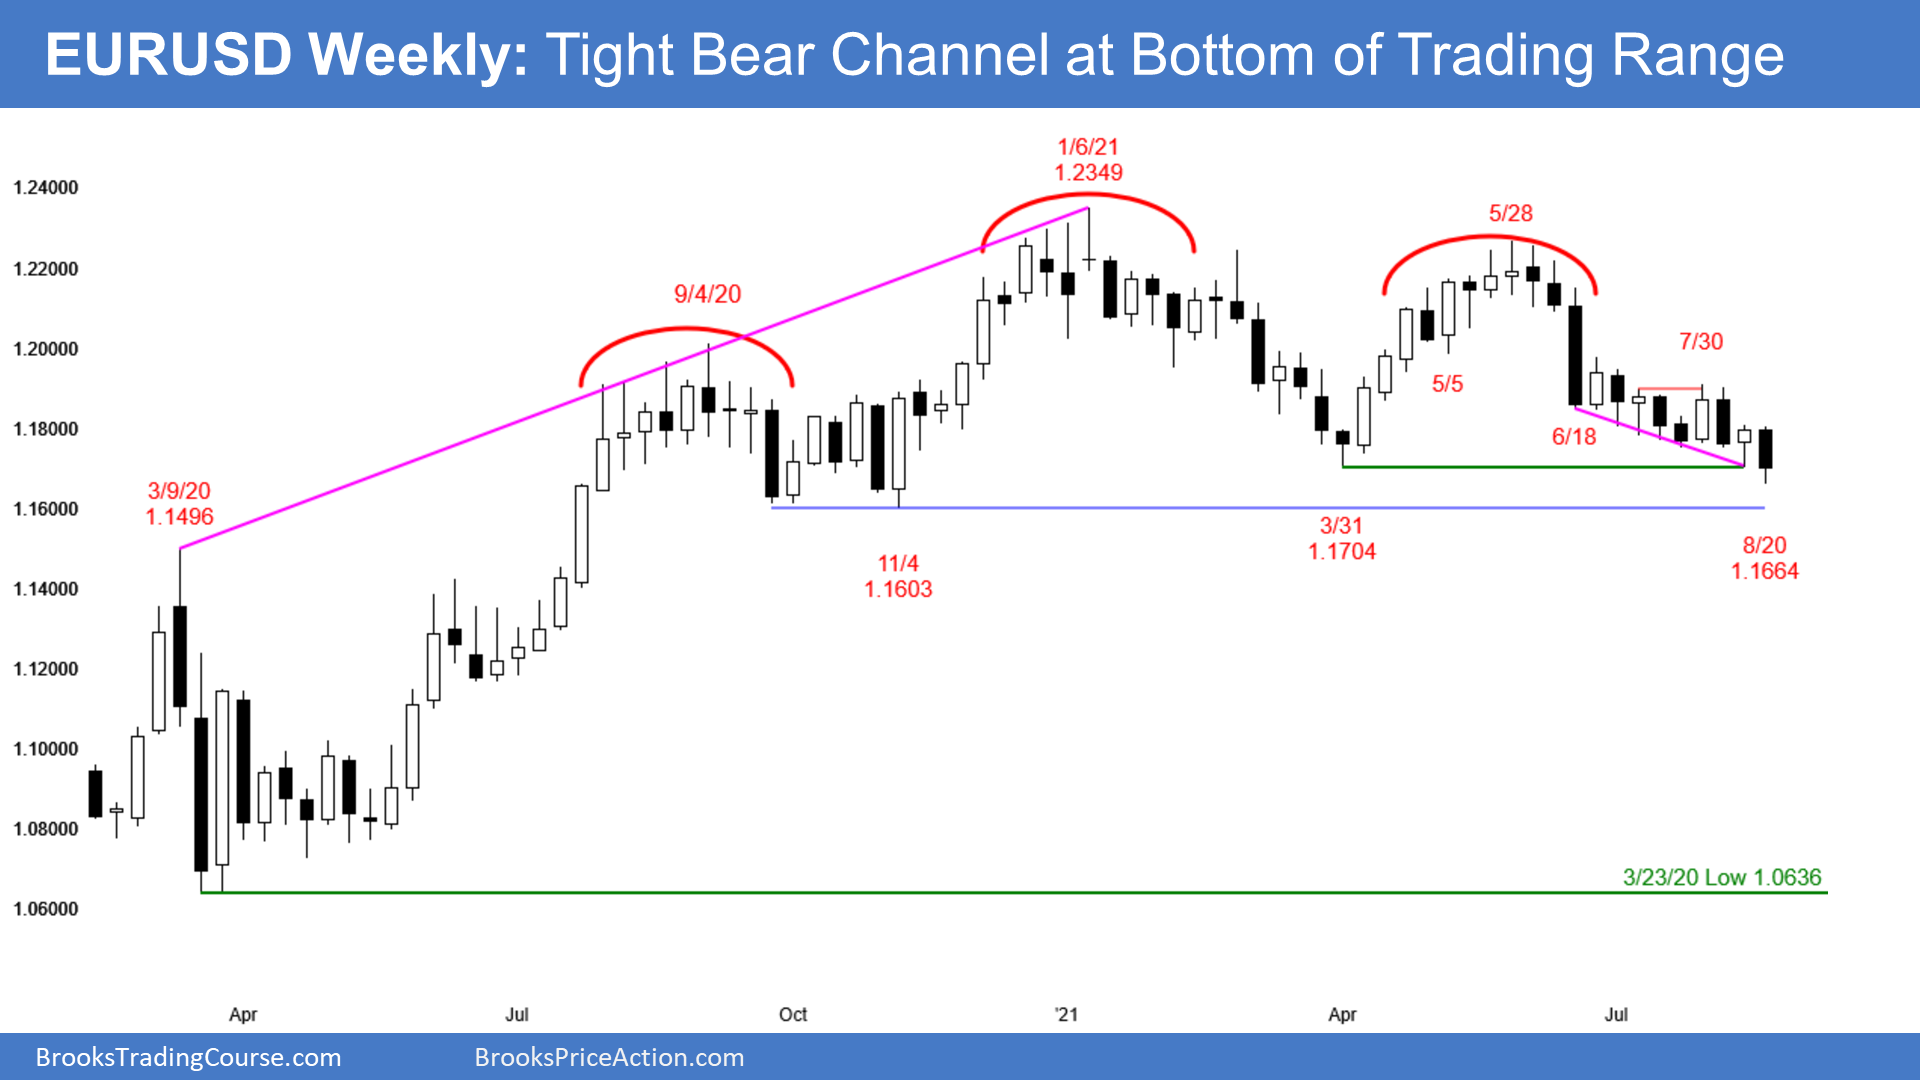 EURUSD Weekly: Tight Bear Channel at Bottom of Trading Range
1/6/21
1.2349
1.24000
5/28
1.22000
9/4/20
7/30
1.20000
5/5
1.18000
6/18
3/9/20
1.1496
1.16000
3/31
1.1704
8/20
1.1664
11/4
1.1603
1.14000
1.12000
1.10000
1.08000
3/23/20 Low 1.0636
1.06000
Apr
Jul
Oct
'21
Apr
Jul
BrooksTradingCourse.com
BrooksPriceAction.com